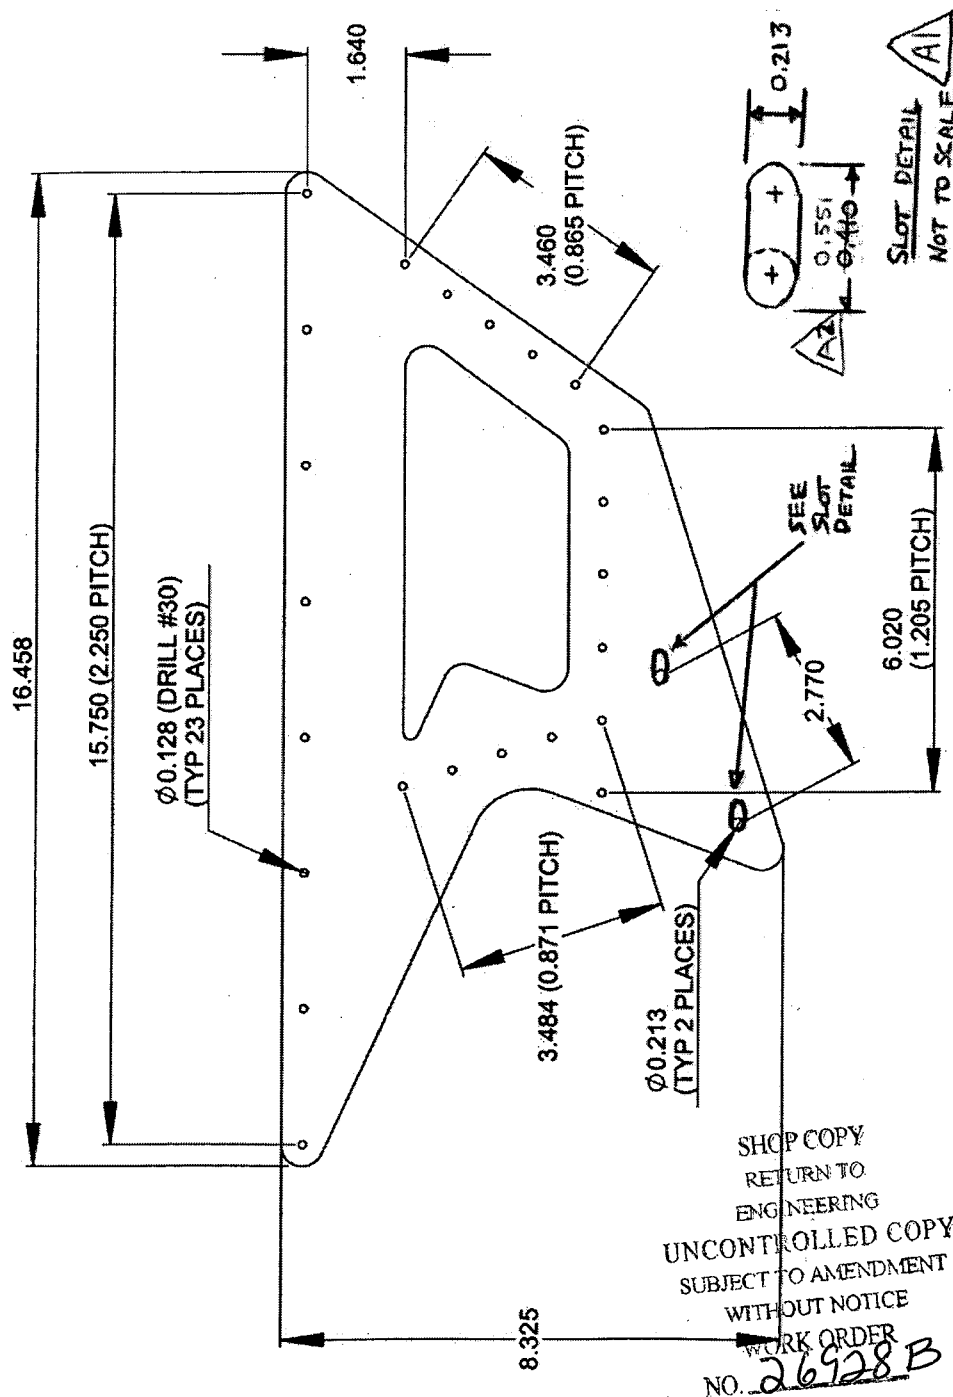 16.458
15.750 (2.250 PITCH)
Ø0.128 (DRILL #30)
(TYP 23 PLACES)
1.640
3.460
(0.865 PITCH)
0.213
0.551
0.410
A2
SLOT DETAIL
NOT TO SCALE
A1
SEE
SLOT
DETAIL
6.020
(1.205 PITCH)
2.770
3.484 (0.871 PITCH)
Ø0.213
(TYP 2 PLACES)
8.325
SHOP COPY
RETURN TO
ENGINEERING
UNCONTROLLED COPY
SUBJECT TO AMENDMENT
WITHOUT NOTICE
WORK ORDER
NO. 26928B